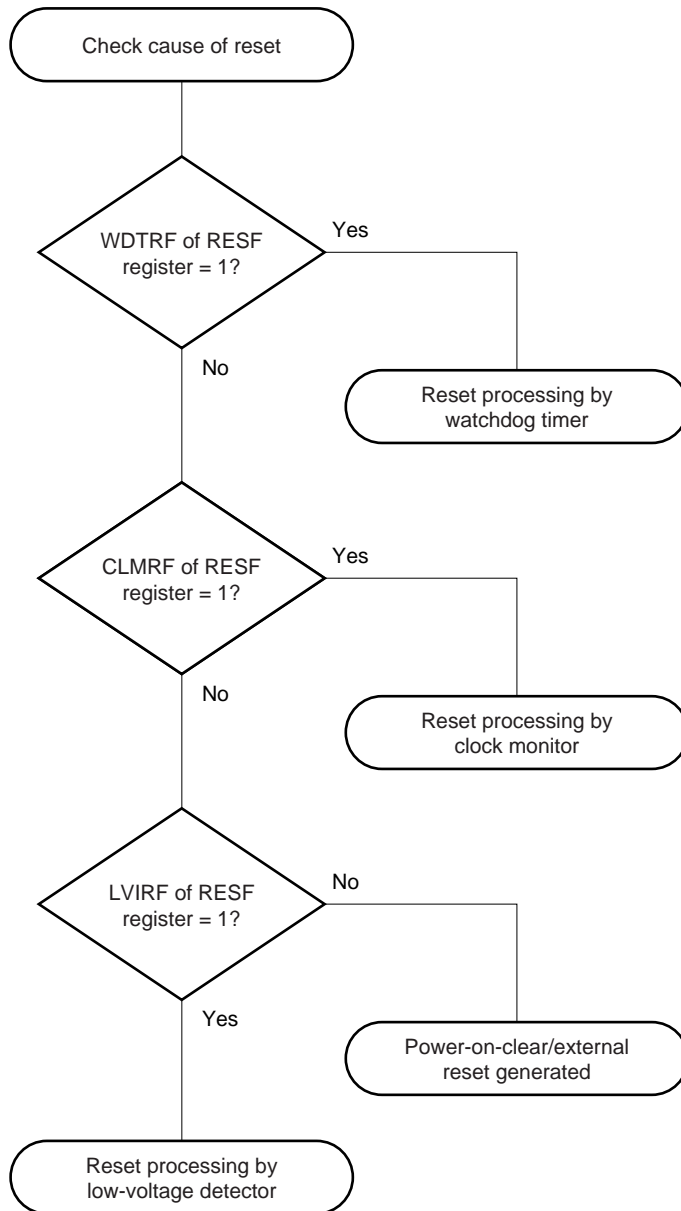 Check cause of reset
WDTRF of RESF
register = 1?
Yes
No
Reset processing by
watchdog timer
CLMRF of RESF
register = 1?
Yes
No
Reset processing by
clock monitor
LVIRF of RESF
register = 1?
No
Yes
Power-on-clear/external
reset generated
Reset processing by
low-voltage detector